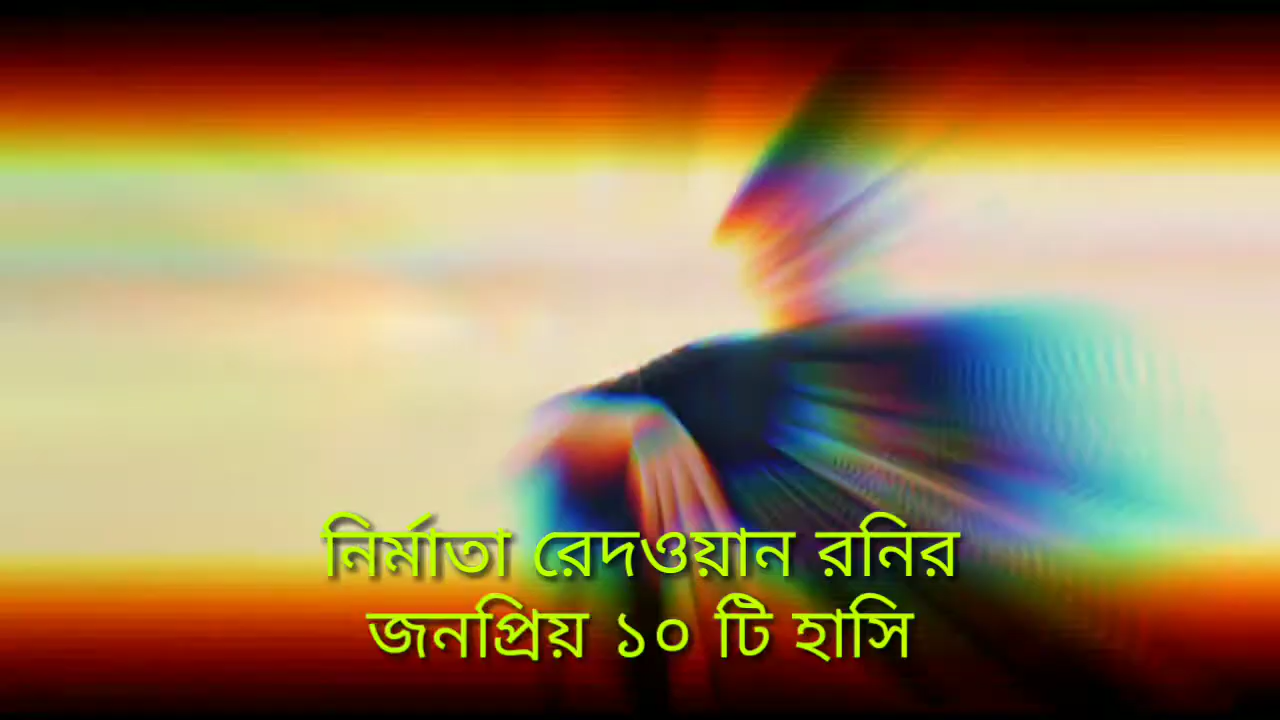 নির্মাতা রেদওয়ান রনির
জনপ্রিয় ১০ টি হাসি